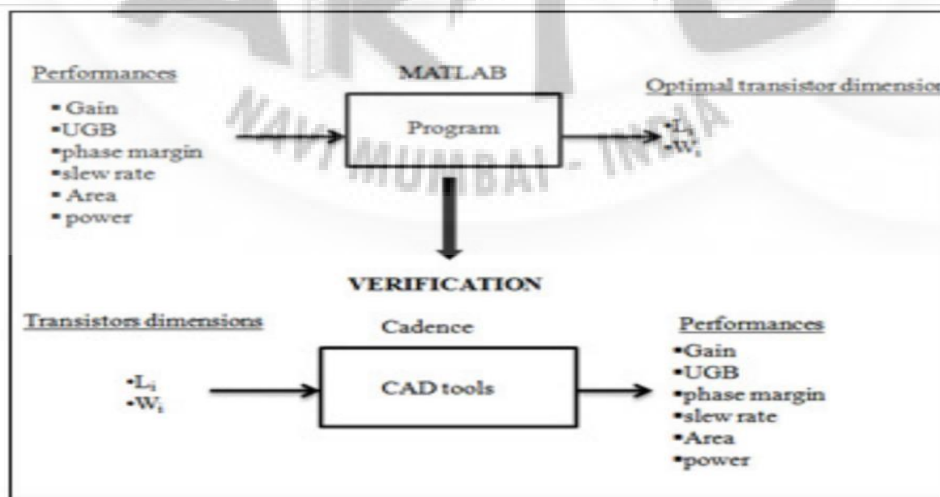 Performances
▪ Gain
▪UGB
▪phase margin
▪slew rate
▪ Area
▪ power
MATLAB
Program
Optimal transistor dimension
•Li
•Wi
NAVI MUMBAI - INDIA
VERIFICATION
Transistors dimensions
•Li
•Wi
Cadence
CAD tools
Performances
▪Gain
▪UGB
▪phase margin
▪slew rate
▪Area
▪power